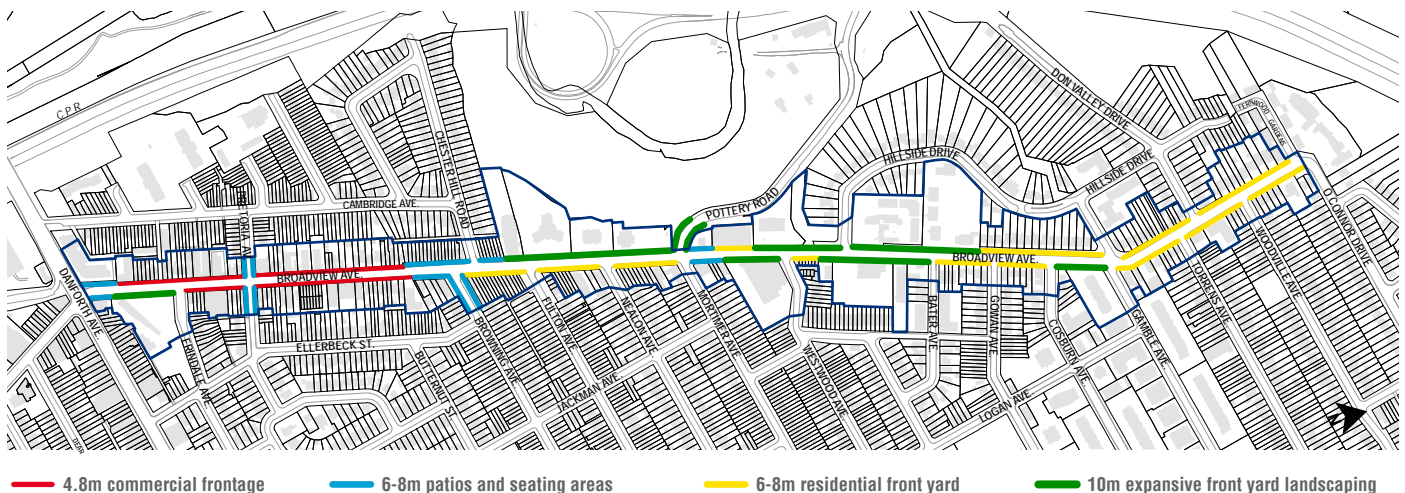 CPR
CHESTER HILL ROAD
CAMBRIDGE AVE.
PRETORIA AVE.
DANFORTH AVE.
BROADVIEW AVE.
ERINDALE AVE.
ELLERBECK ST.
BUTTERNUT ST.
BROWNING AVE.
FULTON AVE.
NEALON AVE.
JACKMAN AVE.
MORTIMER AVE.
POTTERY ROAD
HILLSIDE DRIVE
DON VALLEY DRIVE
FERNWOOD GARDENS
HILLSIDE DRIVE
O'CONNOR DRIVE
BROADVIEW AVE.
WESTWOOD AVE.
BATER AVE.
GOWAN AVE.
LOGAN AVE.
COSBURN AVE.
GAMBLE AVE.
TORRENS AVE.
WOODVILLE AVE.
4.8m commercial frontage
6-8m patios and seating areas
6-8m residential front yard
10m expansive front yard landscaping